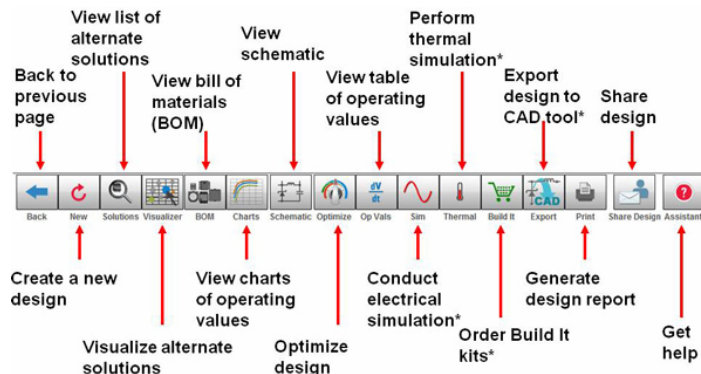 View list of
alternate
solutions
Back to
previous
page
View bill of
materials
(BOM)
View
schematic
View table
of operating
values
Perform
thermal
simulation*
Export
design to
CAD tool*
Share
design
dV
dt
CAD
?
Back
New
Solutions
Visualizer
BOM
Charts
Schematic
Optimize
Op Vals
Sim
Thermal
Build It
Export
Print
Share Design
Assistant
Create a new
design
Visualize alternate
solutions
View charts
of operating
values
Optimize
design
Conduct
electrical
simulation*
Order Build It
kits*
Generate
design report
Get
help